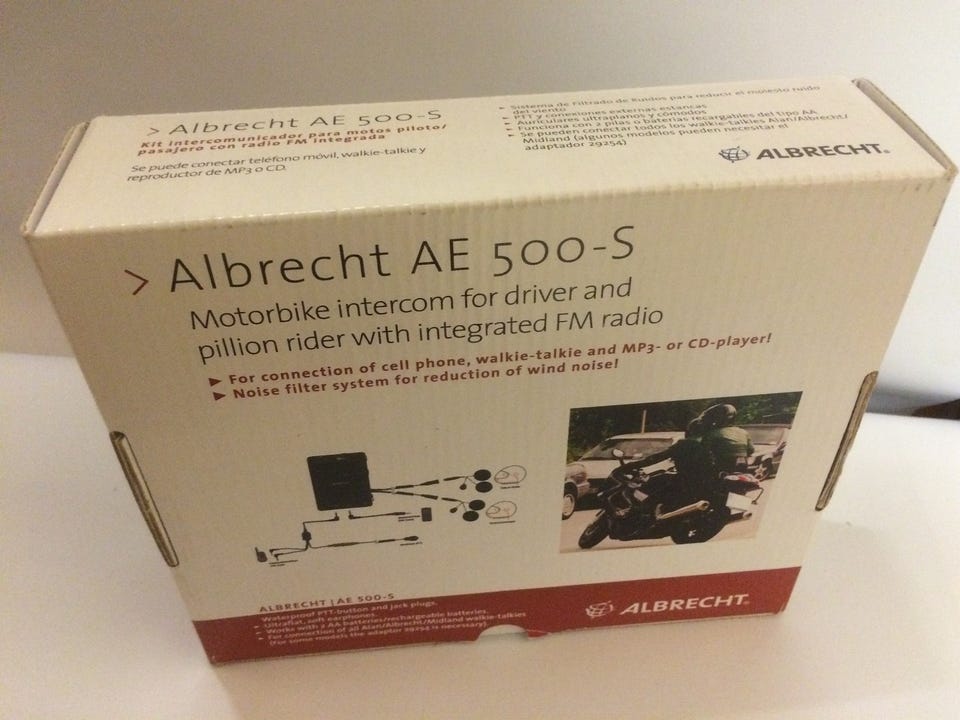 > Albrecht AE 500-S
Kit intercomunicador para motos piloto/
pasajero con radio FM integrada
Se puede conectar teléfono móvil, walkie-talkie y
reproductor de MP3 o CD.
- Sistema de Filtrado de Ruidos para reducir el molesto ruido
del viento
- PTT y conexiones externas estancas
- Auriculares ultraplanos y cómodos
- Funciona con 2 pilas o baterías recargables del tipo AA
- Se pueden conectar todos los walkie-talkies Alan/Albrecht/
Midland (algunos modelos pueden necesitar el
adaptador 29254)
ALBRECHT®
> Albrecht AE 500-S
Motorbike intercom for driver and
pillion rider with integrated FM radio
▶ For connection of cell phone, walkie-talkie and MP3- or CD-player!
▶ Noise filter system for reduction of wind noise!
ALBRECHT | AE 500-S
Waterproof PTT-button and jack plugs.
- Ultraflat, soft earphones.
- Works with 2 AA batteries/rechargeable batteries.
- For connection of all Alan/Albrecht/Midland walkie-talkies
(For some models the adaptor 29254 is necessary)
ALBRECHT®